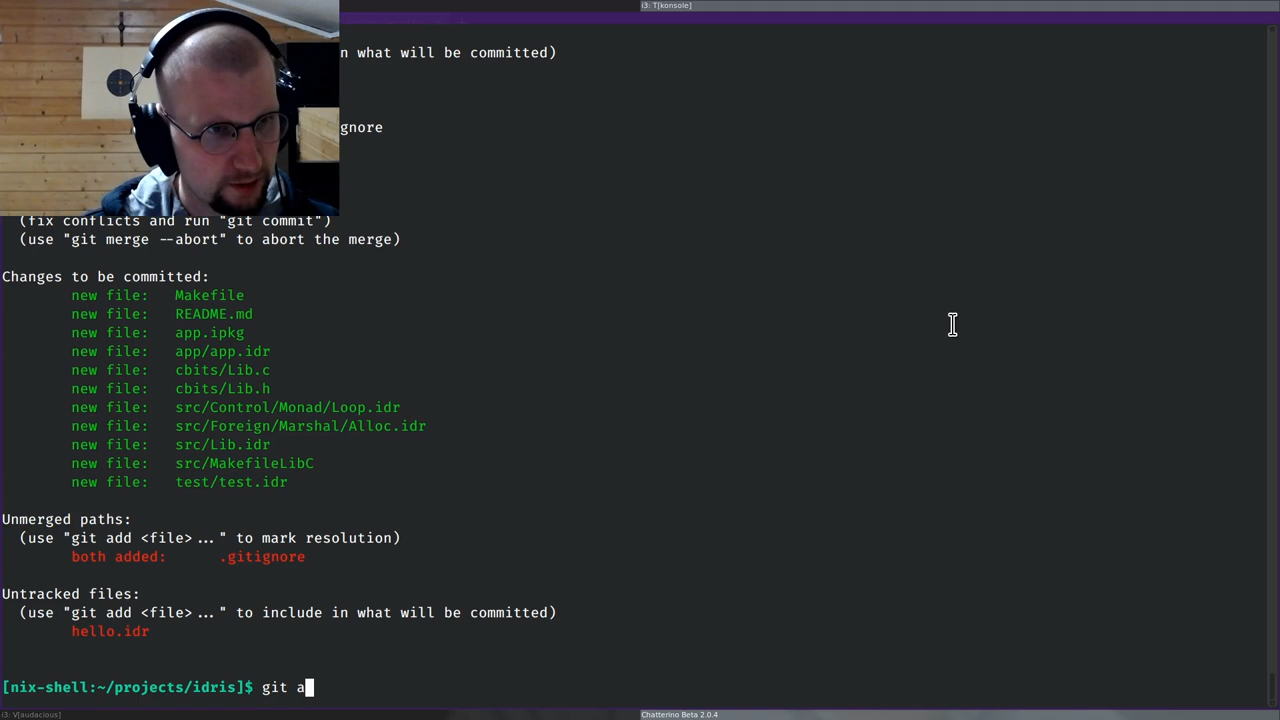 i3: T[konsole]
n what will be committed)
gnore
(fix conflicts and run "git commit")
(use "git merge --abort" to abort the merge)
Changes to be committed:
new file: Makefile
new file: README.md
new file: app.ipkg
new file: app/app.idr
new file: cbits/Lib.c
new file: cbits/Lib.h
new file: src/Control/Monad/Loop.idr
new file: src/Foreign/Marshal/Alloc.idr
new file: src/Lib.idr
new file: src/MakefileLibC
new file: test/test.idr
Unmerged paths:
(use "git add <file>..." to mark resolution)
both added: .gitignore
Untracked files:
(use "git add <file>..." to include in what will be committed)
hello.idr
[nix-shell:~/projects/idris]$ git a
i3: V[audacious]
Chatterino Beta 2.0.4